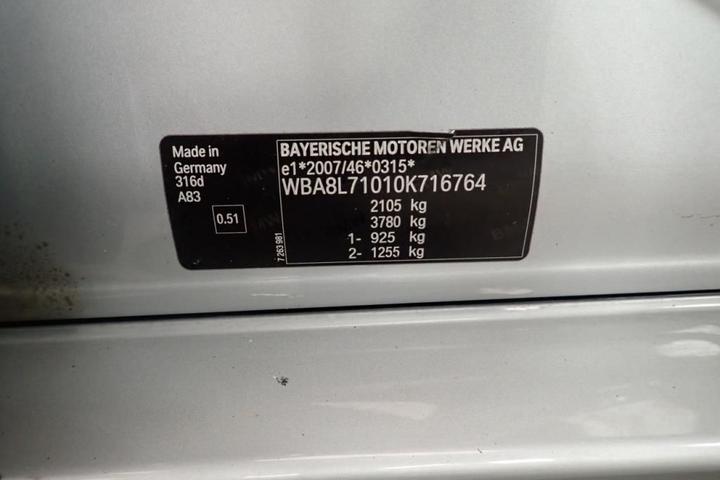 Made in
Germany
316d
A83
0.51
7 263 981
BAYERISCHE MOTOREN WERKE AG
e1*2007/46*0315*
WBA8L71010K716764
2105 kg
3780 kg
1- 925 kg
2- 1255 kg